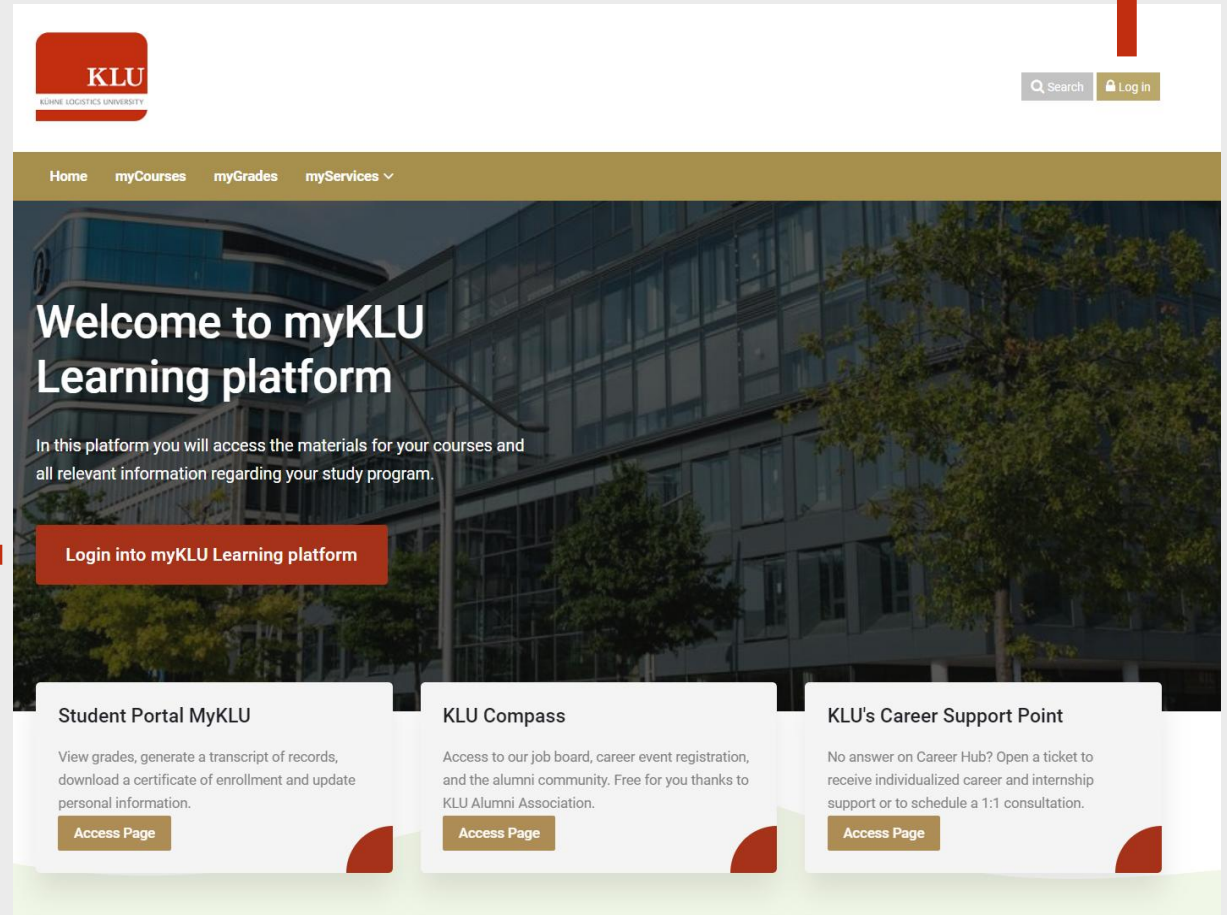 KLU
KÜHNE LOGISTICS UNIVERSITY
Search
Log in
Home myCourses myGrades myServices
Welcome to myKLU
Learning platform
In this platform you will access the materials for your courses and
all relevant information regarding your study program.
Login into myKLU Learning platform
Student Portal MyKLU
View grades, generate a transcript of records,
download a certificate of enrollment and update
personal information.
Access Page
KLU Compass
Access to our job board, career event registration,
and the alumni community. Free for you thanks to
KLU Alumni Association.
Access Page
KLU's Career Support Point
No answer on Career Hub? Open a ticket to
receive individualized career and internship
support or to schedule a 1:1 consultation.
Access Page